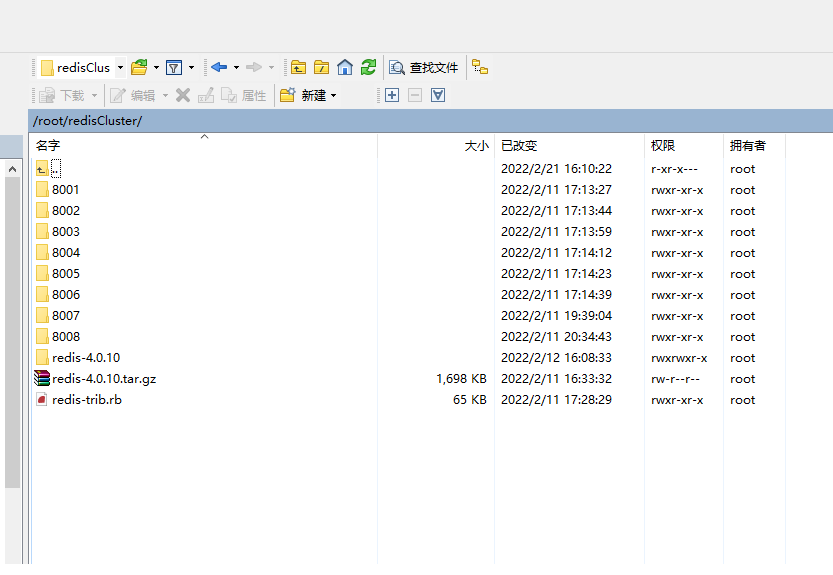 redisClus
查找文件
下载 编辑 属性 新建
/root/redisCluster/
名字 大小 已改变 权限 拥有者
.. 2022/2/21 16:10:22 r-xr-x--- root
8001 2022/2/11 17:13:27 rwxr-xr-x root
8002 2022/2/11 17:13:44 rwxr-xr-x root
8003 2022/2/11 17:13:59 rwxr-xr-x root
8004 2022/2/11 17:14:12 rwxr-xr-x root
8005 2022/2/11 17:14:23 rwxr-xr-x root
8006 2022/2/11 17:14:39 rwxr-xr-x root
8007 2022/2/11 19:39:04 rwxr-xr-x root
8008 2022/2/11 20:34:43 rwxr-xr-x root
redis-4.0.10 2022/2/12 16:08:33 rwxrwxr-x root
redis-4.0.10.tar.gz 1,698 KB 2022/2/11 16:33:32 rw-r--r-- root
redis-trib.rb 65 KB 2022/2/11 17:28:29 rwxr-xr-x root